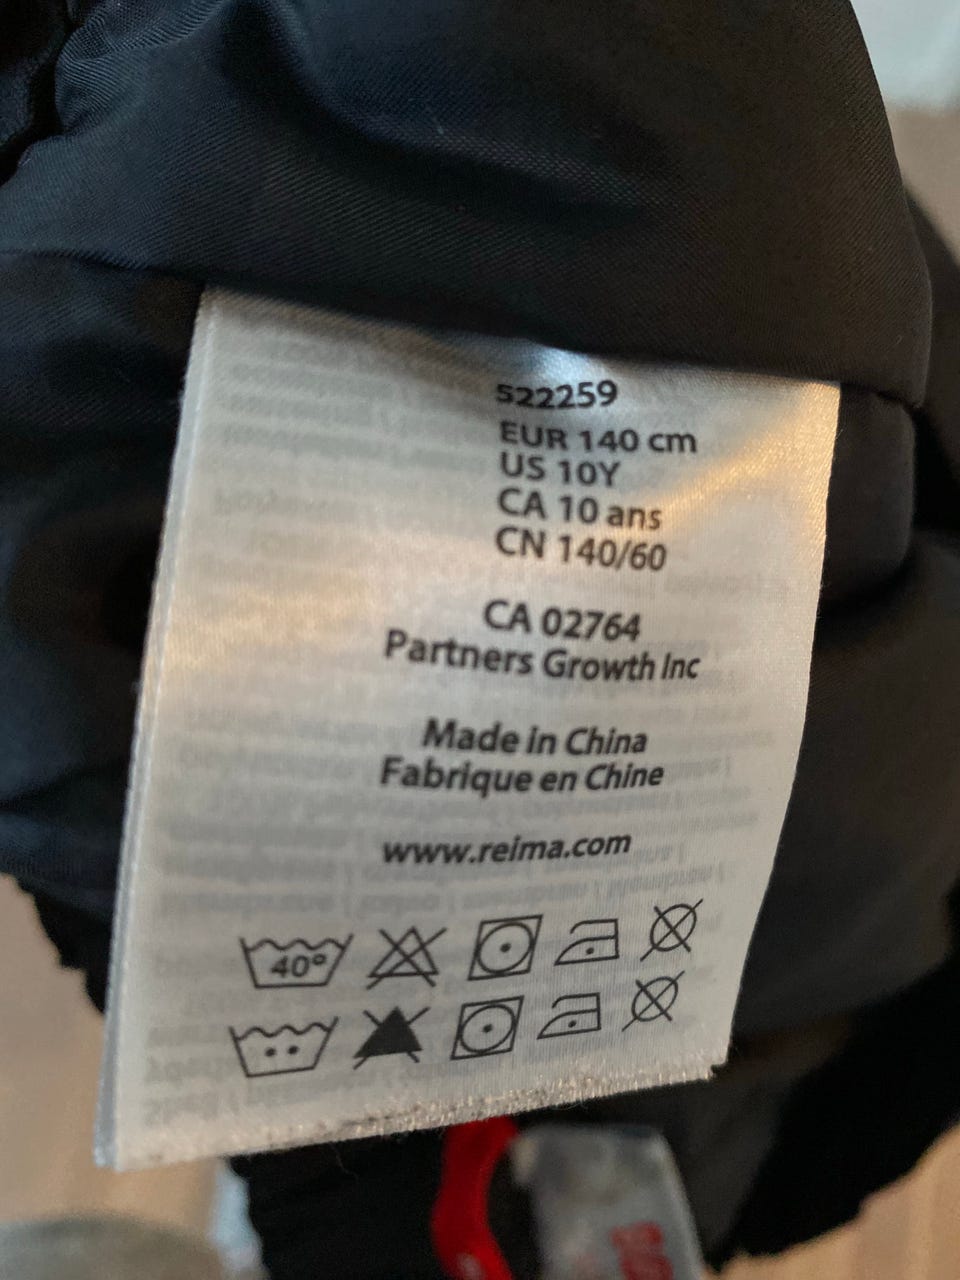 522259
EUR 140 cm
US 10Y
CA 10 ans
CN 140/60
CA 02764
Partners Growth Inc
Made in China
Fabrique en Chine
www.reima.com
40°